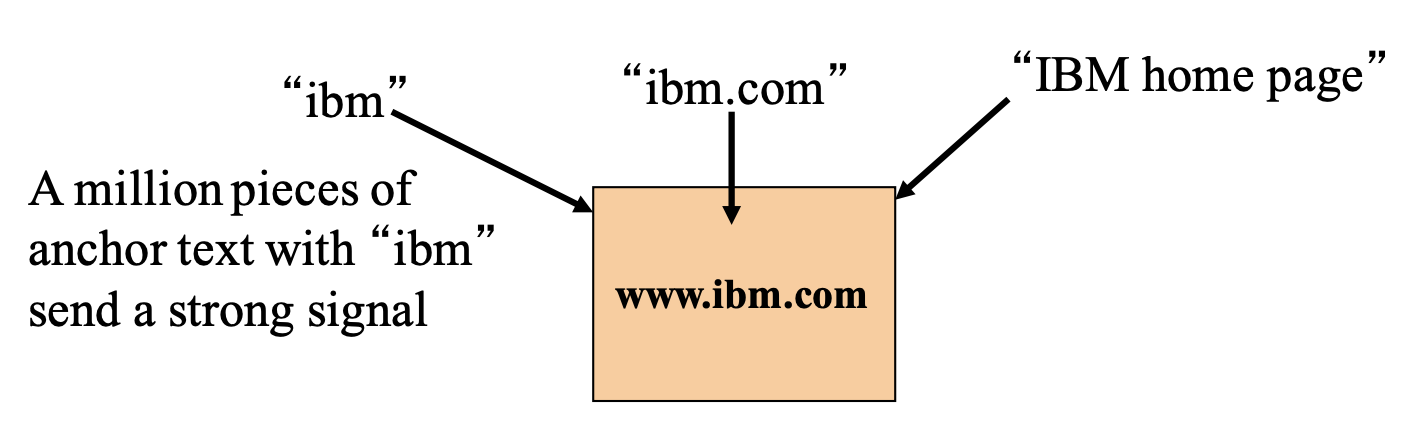 “ibm”
“ibm.com”
“IBM home page”
A million pieces of
anchor text with “ibm”
send a strong signal
www.ibm.com